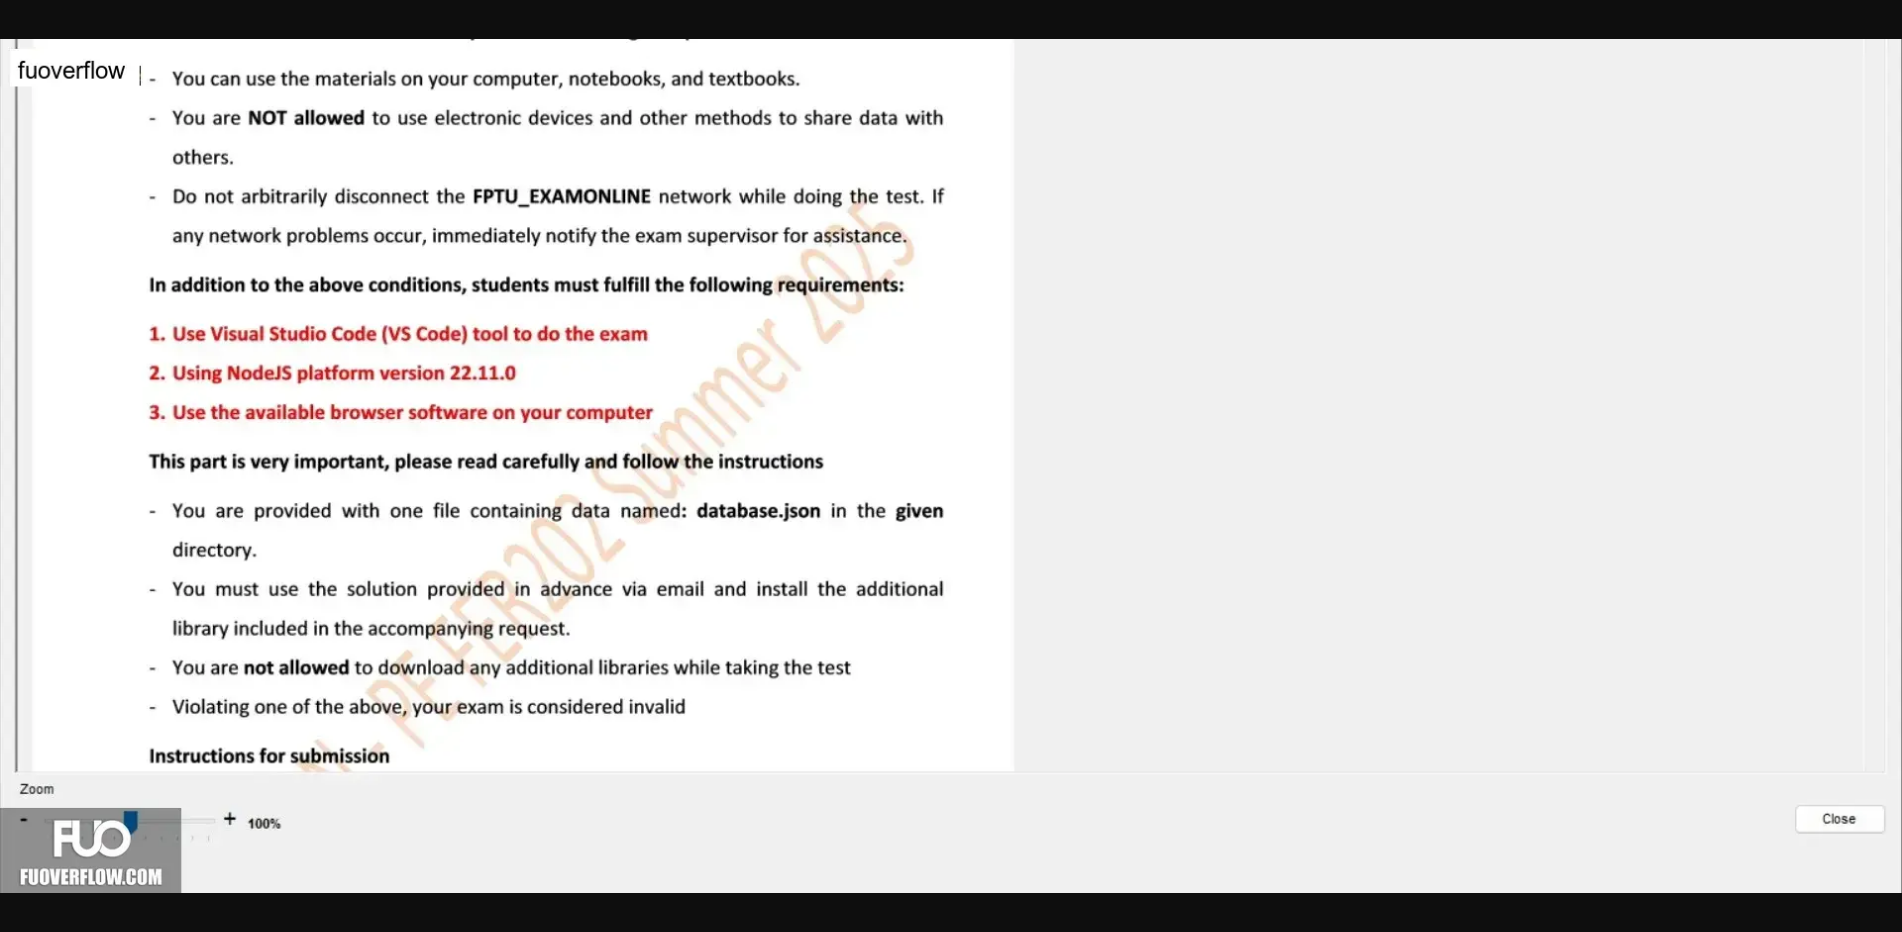 fuoverflow
- You can use the materials on your computer, notebooks, and textbooks.
- You are NOT allowed to use electronic devices and other methods to share data with
others.
- Do not arbitrarily disconnect the FPTU_EXAMONLINE network while doing the test. If
any network problems occur, immediately notify the exam supervisor for assistance.
In addition to the above conditions, students must fulfill the following requirements:
1. Use Visual Studio Code (VS Code) tool to do the exam
2. Using NodeJS platform version 22.11.0
3. Use the available browser software on your computer
This part is very important, please read carefully and follow the instructions
- You are provided with one file containing data named: database.json in the given
directory.
- You must use the solution provided in advance via email and install the additional
library included in the accompanying request.
- You are not allowed to download any additional libraries while taking the test
- Violating one of the above, your exam is considered invalid
Instructions for submission
- PE FER202 Summer 2025
Zoom
- + 100%
Close
FUO
FUOVERFLOW.COM